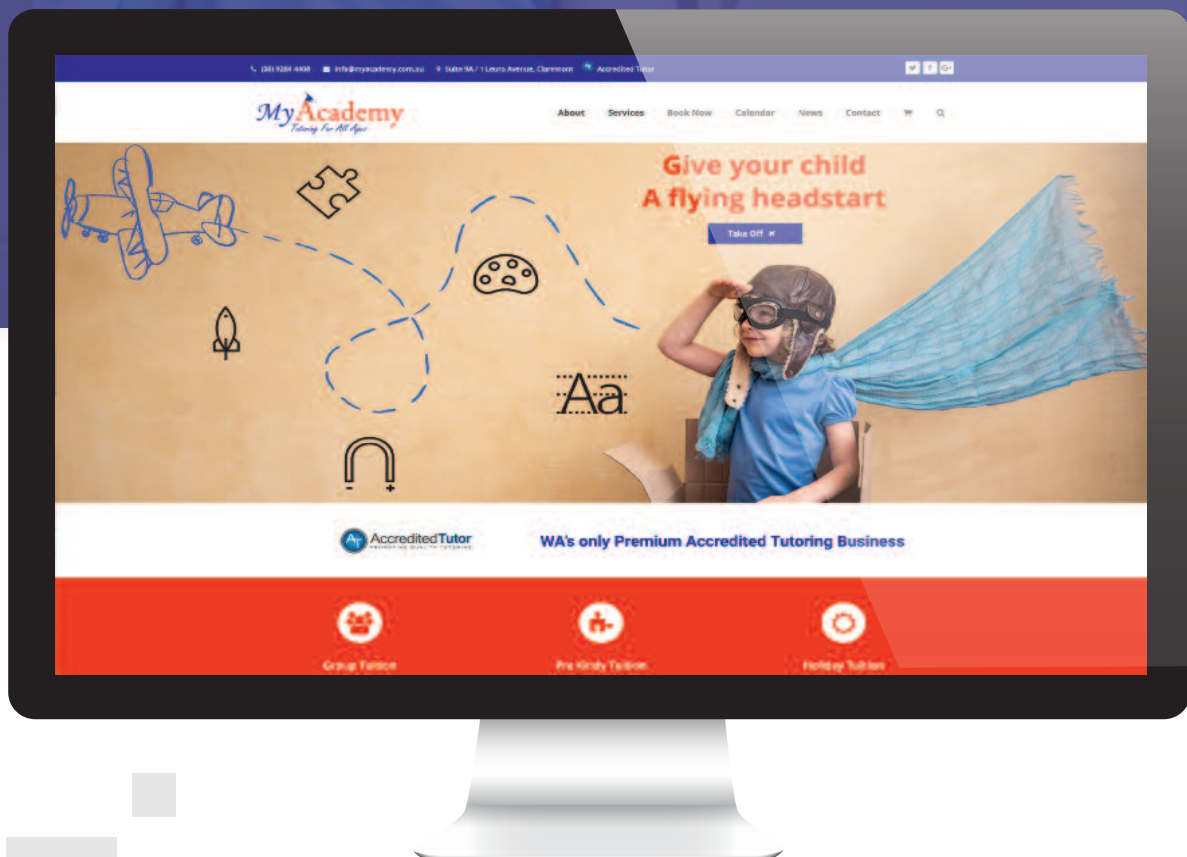 (08) 9284 4408 info@myacademy.com.au Suite 9A / 1 Leura Avenue, Claremont Accredited Tutor
MyAcademy
Tutoring For All Ages
About Services Book Now Calendar News Contact
Give your child
A flying headstart
Take Off
Aa
- +
AT AccreditedTutor
PROMOTING QUALITY TUTORING
WA's only Premium Accredited Tutoring Business
Group Tuition Pre Kindy Tuition Holiday Tuition